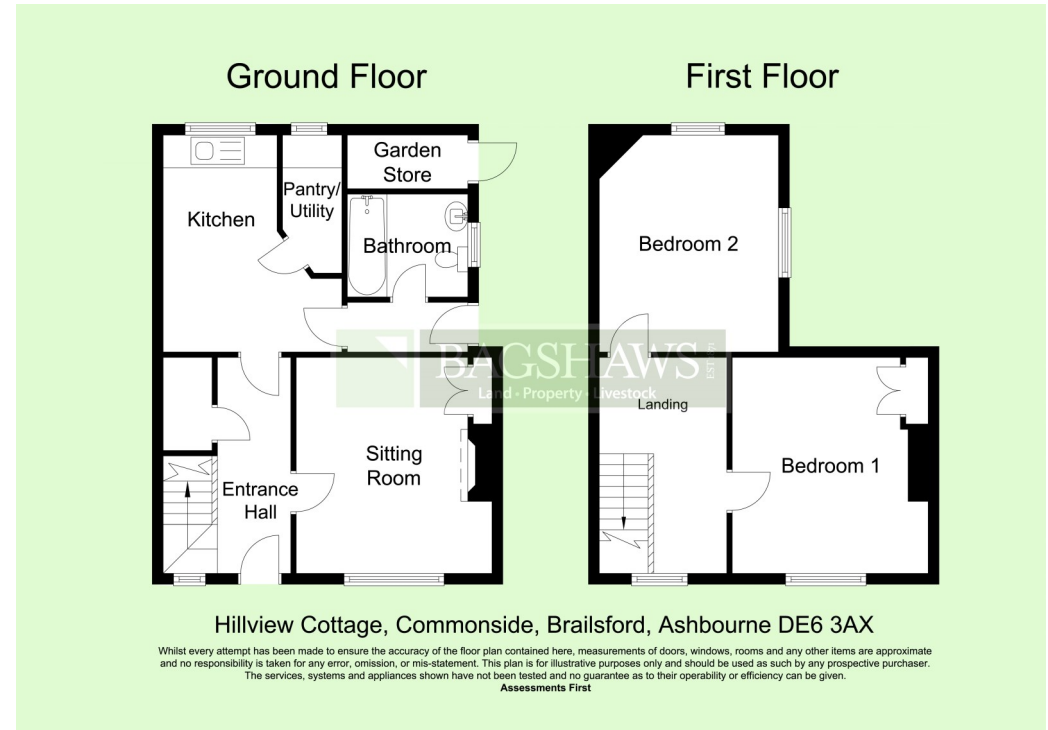 Ground Floor
First Floor
Garden
Store
Pantry/
Utility
Kitchen
Bathroom
Bedroom 2
BAGSHAWS
Land · Property · Livestock
Landing
Sitting
Room
Bedroom 1
Entrance
Hall
Hillview Cottage, Commonside, Brailsford, Ashbourne DE6 3AX
Whilst every attempt has been made to ensure the accuracy of the floor plan contained here, measurements of doors, windows, rooms and any other items are approximate
and no responsibility is taken for any error, omission, or mis-statement. This plan is for illustrative purposes only and should be used as such by any prospective purchaser.
The services, systems and appliances shown have not been tested and no guarantee as to their operability or efficiency can be given.
Assessments First